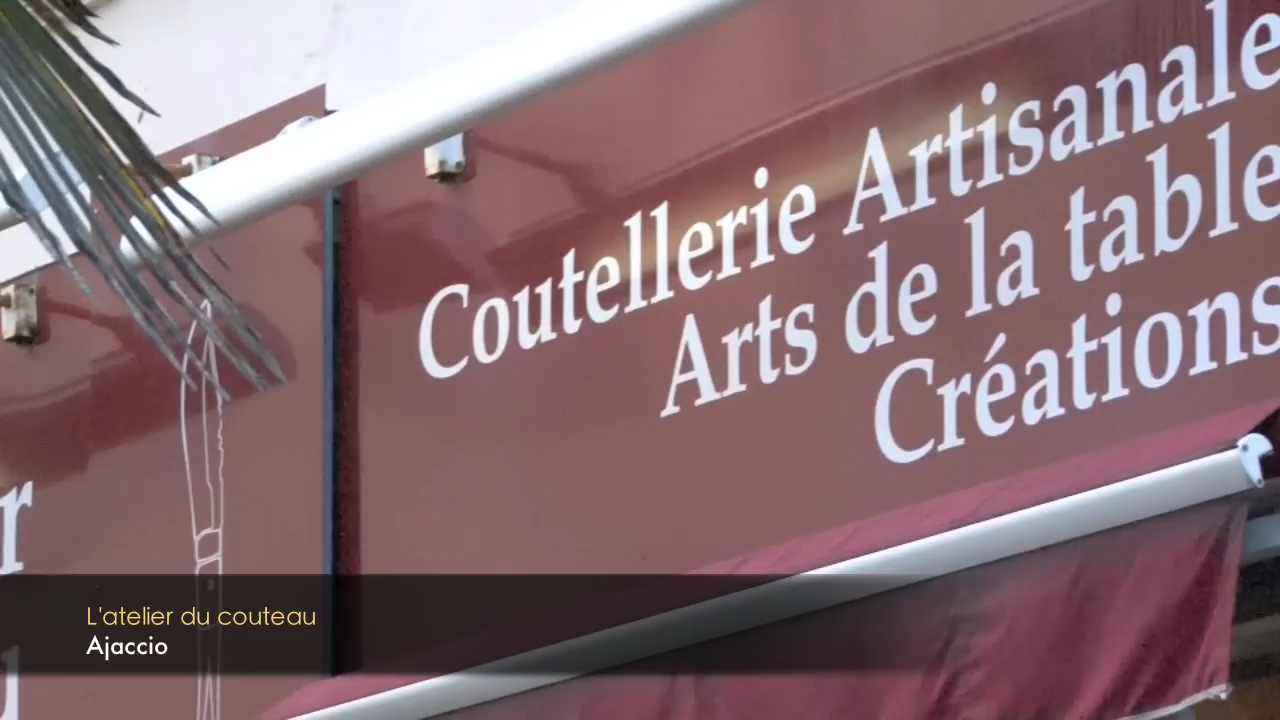 Coutellerie Artisanale
Arts de la table
Créations
r
L'atelier du couteau
Ajaccio